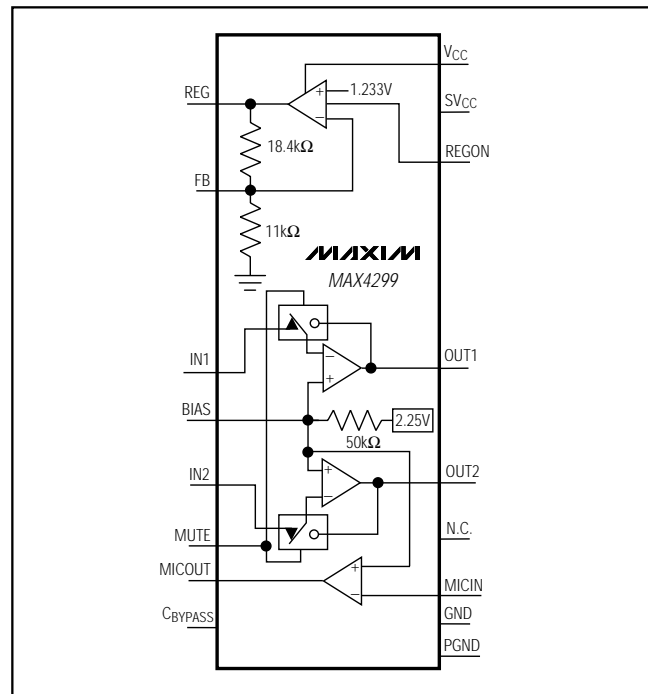 VCC
1.233V
REG
SVCC
+
−
18.4kΩ
REGON
FB
11kΩ
MAXIM
MAX4299
IN1
−
+
OUT1
BIAS
2.25V
50kΩ
IN2
+
−
OUT2
MUTE
N.C.
MICOUT
+
−
MICIN
CBYPASS
GND
PGND